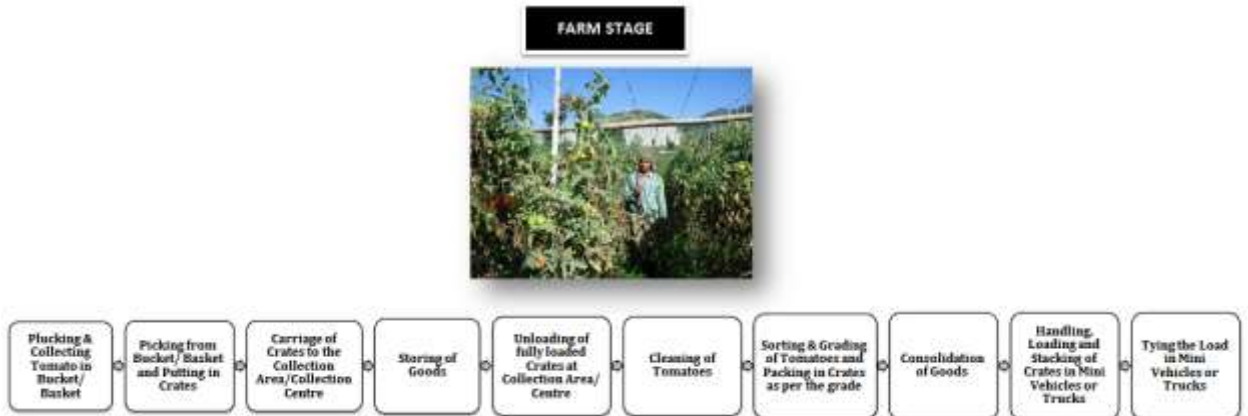 FARM STAGE
Plucking &
Collecting
Tomato in
Bucket/
Basket
Picking from
Bucket/ Basket
and Putting in
Crates
Carriage of
Crates to the
Collection
Area/Collection
Centre
Storing of
Goods
Unloading of
fully loaded
Crates at
Collection Area/
Centre
Cleaning of
Tomatoes
Sorting & Grading
of Tomatoes and
Packing in Crates
as per the grade
Consolidation
of Goods
Handling,
Loading and
Stacking of
Crates in Mini
Vehicles or
Trucks
Tying the Load
in Mini
Vehicles or
Trucks